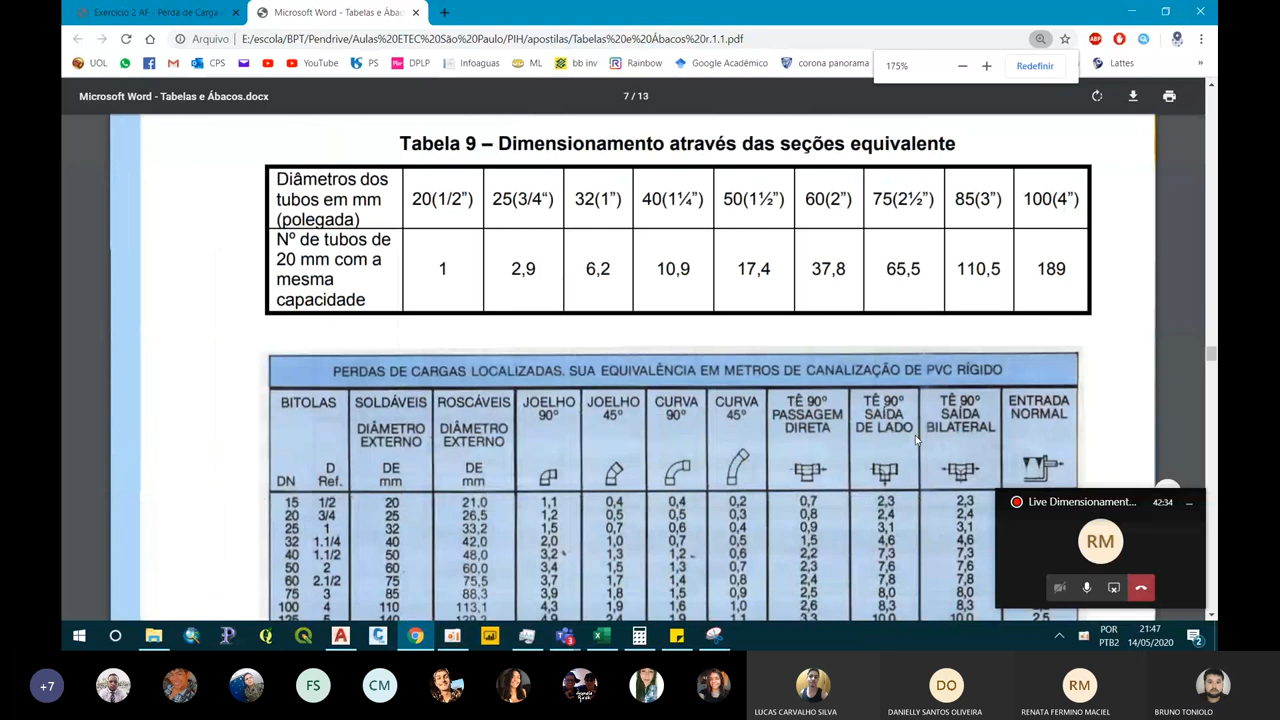 Exercício 2 AF - Perda de Carga
Microsoft Word - Tabelas e Ábac
Arquivo | E:/escola/BPT/Pendrive/Aulas%20ETEC%20São%20Paulo/PIH/apostilas/Tabelas%20e%20Ábacos%20r.1.1.pdf
UOL
CPS
YouTube
PS
DPLP
Infoaguas
ML
bb inv
Rainbow
Google Acadêmico
corona panorama
Lattes
175%
Redefinir
Microsoft Word - Tabelas e Ábacos.docx
7 / 13
Tabela 9 – Dimensionamento através das seções equivalente
Diâmetros dos tubos em mm (polegada) 20(1/2”) 25(3/4“) 32(1”) 40(1¼”) 50(1½”) 60(2”) 75(2½”) 85(3”) 100(4”)
Nº de tubos de 20 mm com a mesma capacidade 1 2,9 6,2 10,9 17,4 37,8 65,5 110,5 189
PERDAS DE CARGAS LOCALIZADAS. SUA EQUIVALÊNCIA EM METROS DE CANALIZAÇÃO DE PVC RÍGIDO
BITOLAS DN D Ref.
SOLDÁVEIS DIÂMETRO EXTERNO DE mm
ROSCÁVEIS DIÂMETRO EXTERNO DE mm
JOELHO 90º
JOELHO 45º
CURVA 90º
CURVA 45º
TÊ 90º PASSAGEM DIRETA
TÊ 90º SAÍDA DE LADO
TÊ 90º SAÍDA BILATERAL
ENTRADA NORMAL
15 1/2 20 21,0 1,1 0,4 0,4 0,2 0,7 2,3 2,3
20 3/4 25 26,5 1,2 0,5 0,5 0,3 0,8 2,4 2,4
25 1 32 33,2 1,5 0,7 0,6 0,4 0,9 3,1 3,1
32 1.1/4 40 42,0 2,0 1,0 0,7 0,5 1,5 4,6 4,6
40 1.1/2 50 48,0 3,2 1,3 1,2 0,6 2,2 7,3 7,3
50 2 60 60,0 3,4 1,5 1,3 0,7 2,3 7,6 7,6
60 2.1/2 75 75,5 3,7 1,7 1,4 0,8 2,4 7,8 7,8
75 3 85 88,3 3,9 1,8 1,5 0,9 2,5 8,0 8,0
100 4 110 113,1 4,3 1,9 1,6 1,0 2,6 8,3 8,3
Live Dimensionament...
42:34
RM
POR
PTB2
21:47
14/05/2020
2
+7
FS
CM
DO
RM
LUCAS CARVALHO SILVA
DANIELLY SANTOS OLIVEIRA
RENATA FERMINO MACIEL
BRUNO TONIOLO